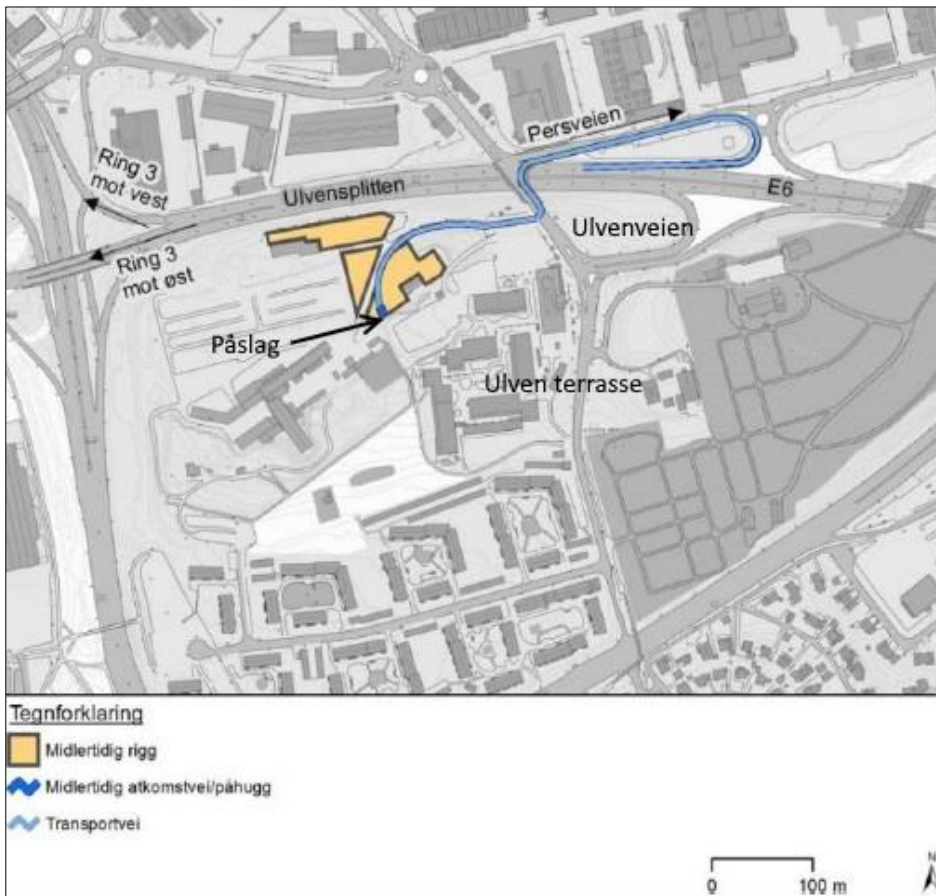 Persveien
Ring 3
mot vest
Ulvensplitten
E6
Ulvenveien
Ring 3
mot øst
Påslag
Ulven terrasse
Tegnforklaring
Midlertidig rigg
Midlertidig atkomstvei/påhugg
Transportvei
0 100 m
N